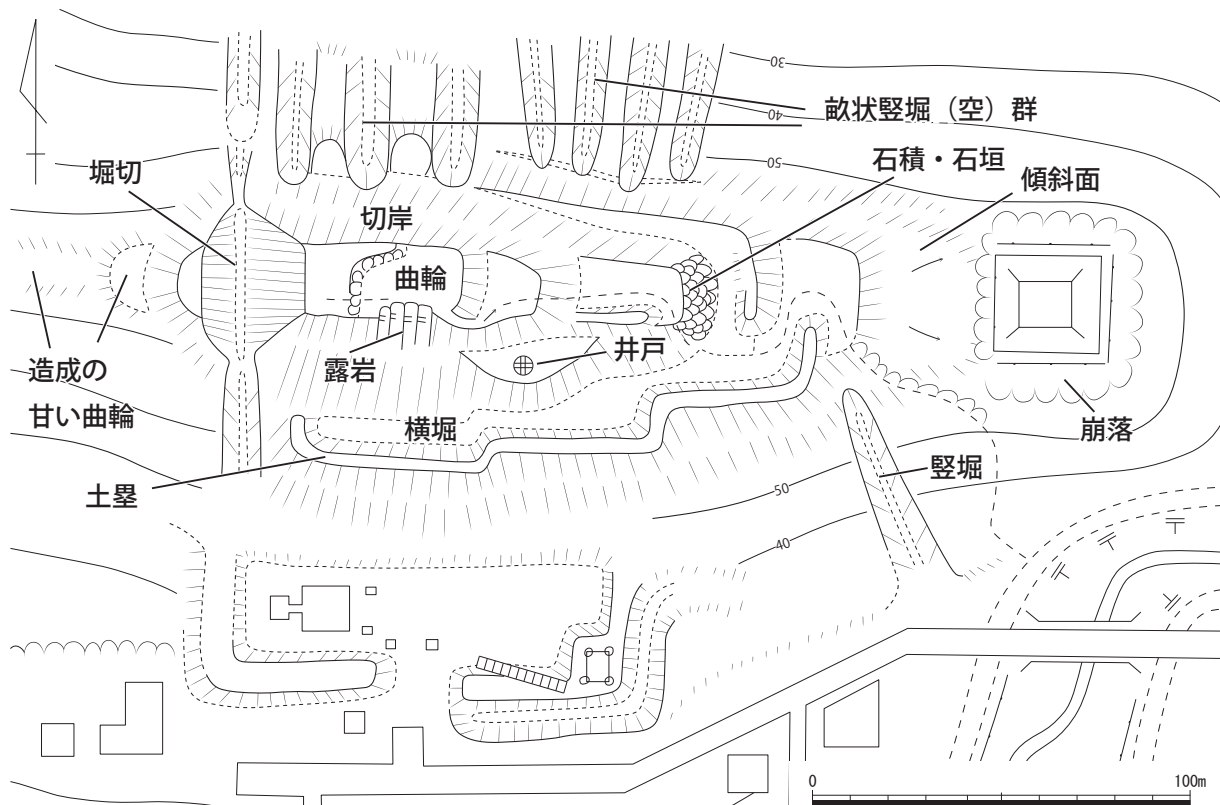 30
畝状竪堀（空）群
40
石積・石垣
50
堀切
傾斜面
切岸
曲輪
井戸
造成の
甘い曲輪
露岩
横堀
崩落
竪堀
土塁
50
40
0
100m